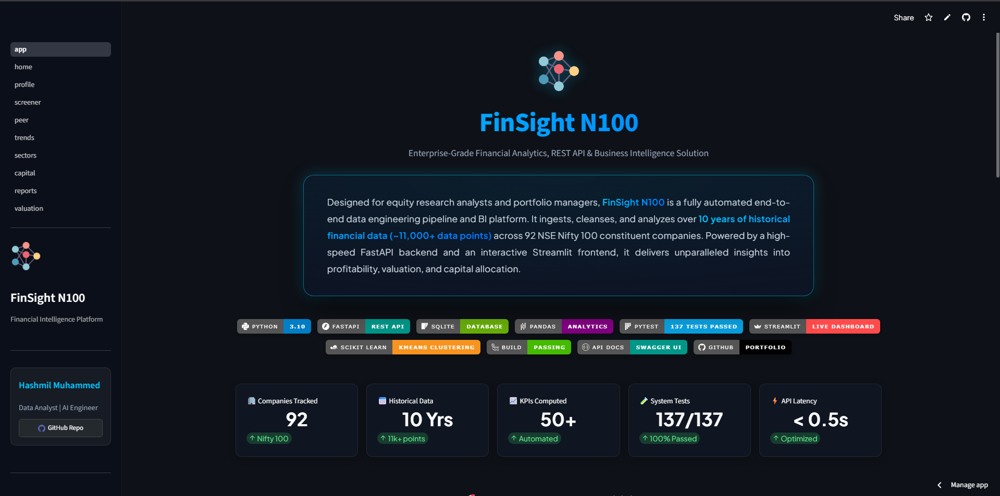 Share
app
home
profile
screener
peer
trends
sectors
capital
reports
valuation
FinSight N100
Financial Intelligence Platform
Hashmil Muhammed
Data Analyst | AI Engineer
GitHub Repo
FinSight N100
Enterprise-Grade Financial Analytics, REST API & Business Intelligence Solution
Designed for equity research analysts and portfolio managers, FinSight N100 is a fully automated end-to-
end data engineering pipeline and BI platform. It ingests, cleanses, and analyzes over 10 years of historical
financial data (~11,000+ data points) across 92 NSE Nifty 100 constituent companies. Powered by a high-
speed FastAPI backend and an interactive Streamlit frontend, it delivers unparalleled insights into
profitability, valuation, and capital allocation.
PYTHON 3.10 FASTAPI REST API SQLITE DATABASE PANDAS ANALYTICS PYTEST 137 TESTS PASSED STREAMLIT LIVE DASHBOARD
SCIKIT LEARN KMEANS CLUSTERING BUILD PASSING API DOCS SWAGGER UI GITHUB PORTFOLIO
Companies Tracked
92
↑ Nifty 100
Historical Data
10 Yrs
↑ 11k+ points
KPIs Computed
50+
↑ Automated
System Tests
137/137
↑ 100% Passed
API Latency
< 0.5s
↑ Optimized
Manage app